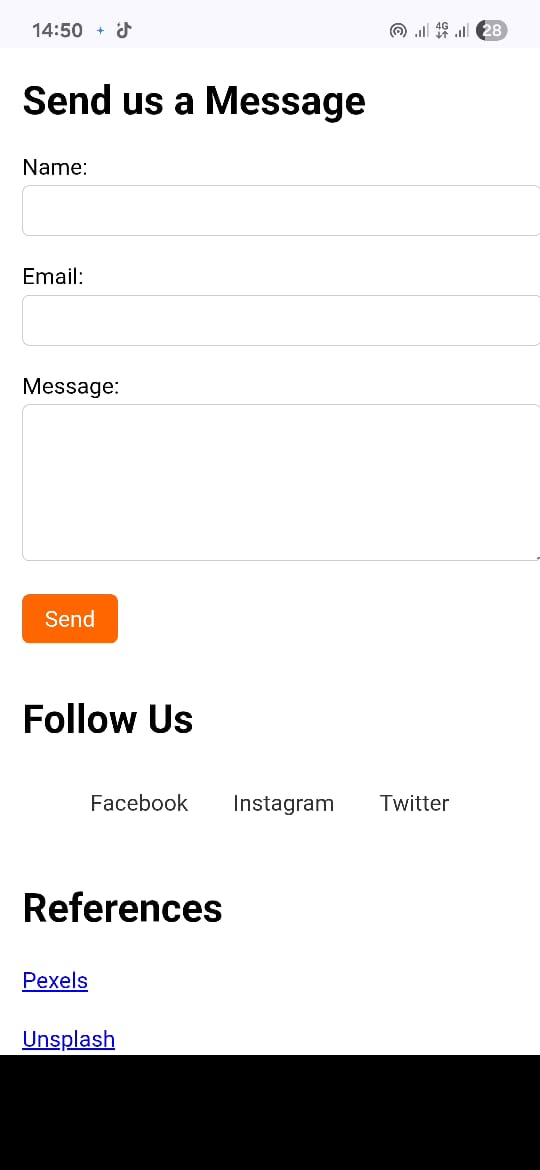 14:50 4G 28
Send us a Message
Name:
Email:
Message:
Send
Follow Us
Facebook Instagram Twitter
References
Pexels
Unsplash